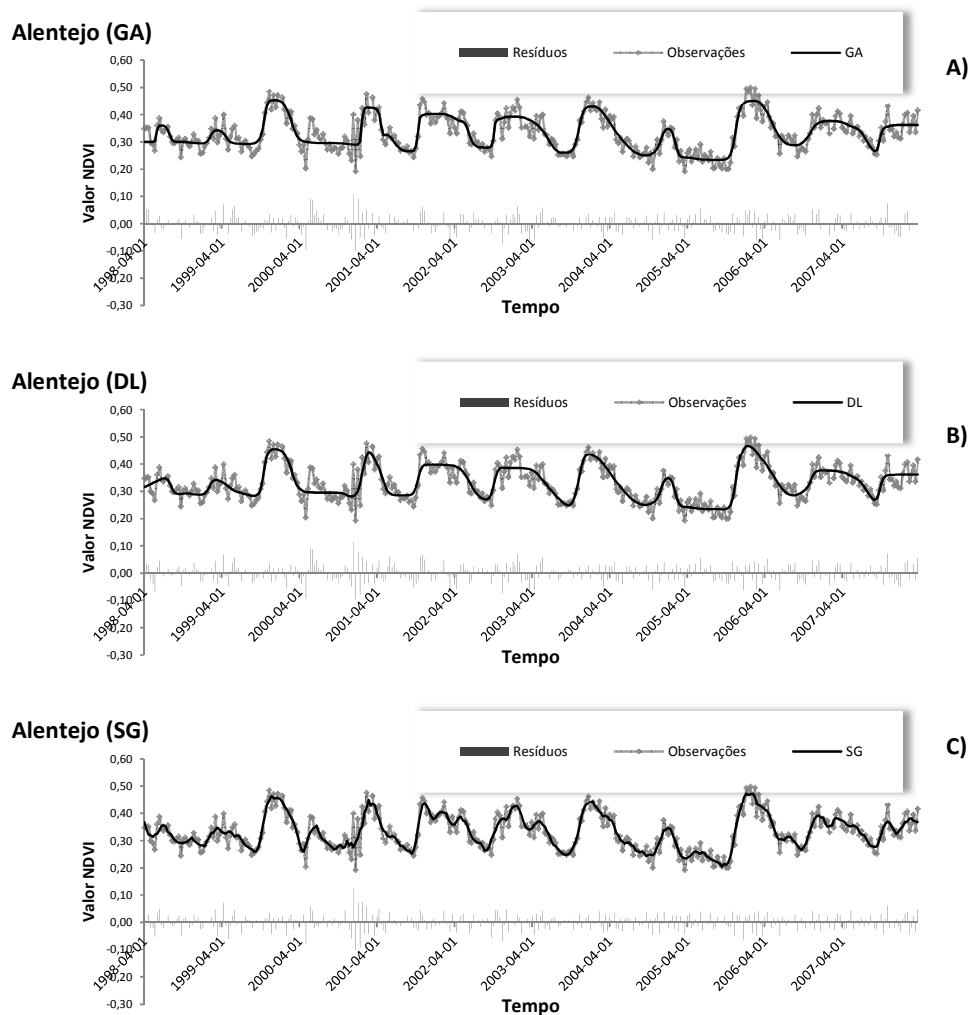 Alentejo (GA)
Resíduos
Observações
GA
A)
0,60
0,50
0,40
0,30
0,20
0,10
0,00
-0,10
-0,20
-0,30
Valor NDVI
1998-04-01
1999-04-01
2000-04-01
2001-04-01
2002-04-01
2003-04-01
2004-04-01
2005-04-01
2006-04-01
2007-04-01
Tempo
Alentejo (DL)
Resíduos
Observações
DL
B)
0,60
0,50
0,40
0,30
0,20
0,10
0,00
-0,10
-0,20
-0,30
Valor NDVI
1998-04-01
1999-04-01
2000-04-01
2001-04-01
2002-04-01
2003-04-01
2004-04-01
2005-04-01
2006-04-01
2007-04-01
Tempo
Alentejo (SG)
Resíduos
Observações
SG
C)
0,60
0,50
0,40
0,30
0,20
0,10
0,00
-0,10
-0,20
-0,30
Valor NDVI
1998-04-01
1999-04-01
2000-04-01
2001-04-01
2002-04-01
2003-04-01
2004-04-01
2005-04-01
2006-04-01
2007-04-01
Tempo